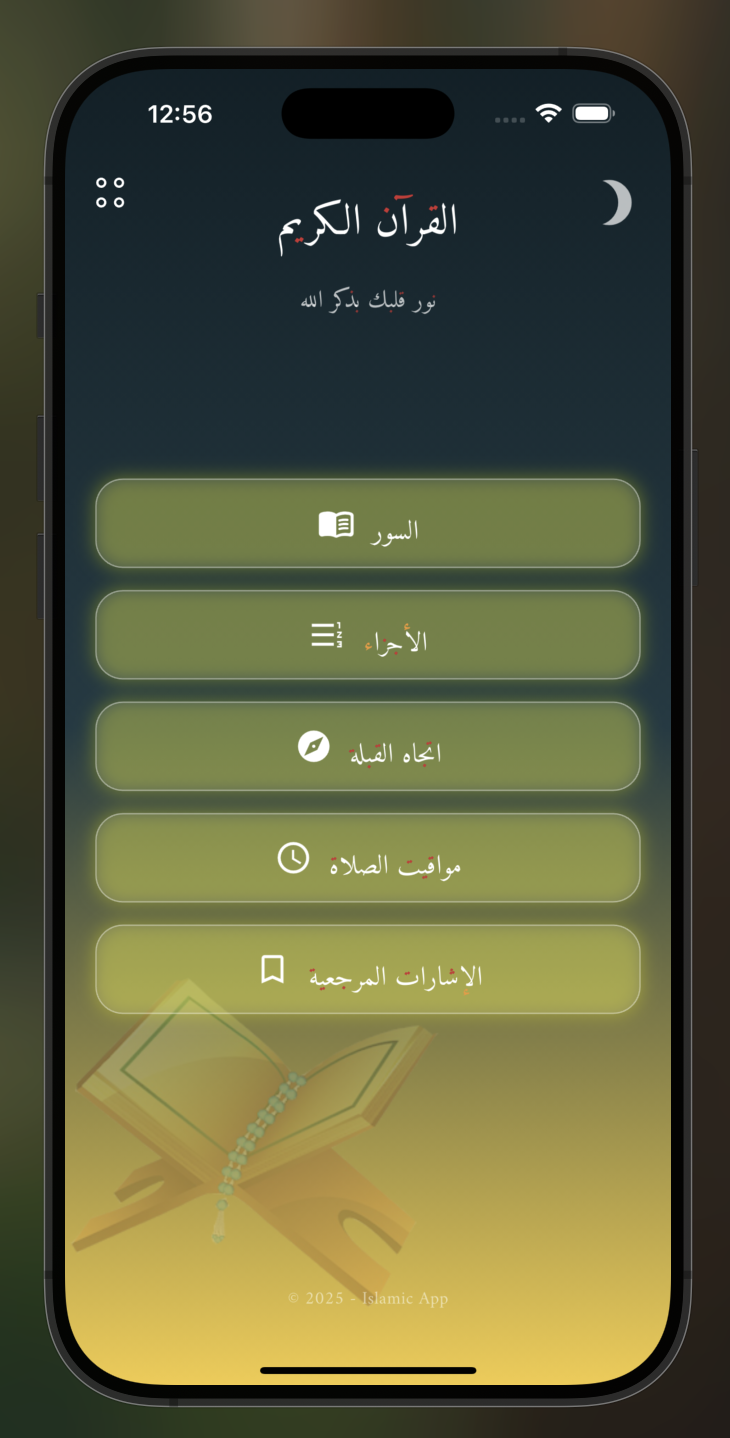 12:56
القرآن الكريم
نور قلبك بذكر الله
السور
الأجزاء
اتجاه القبلة
مواقيت الصلاة
الإشارات المرجعية
© 2025 - Islamic App